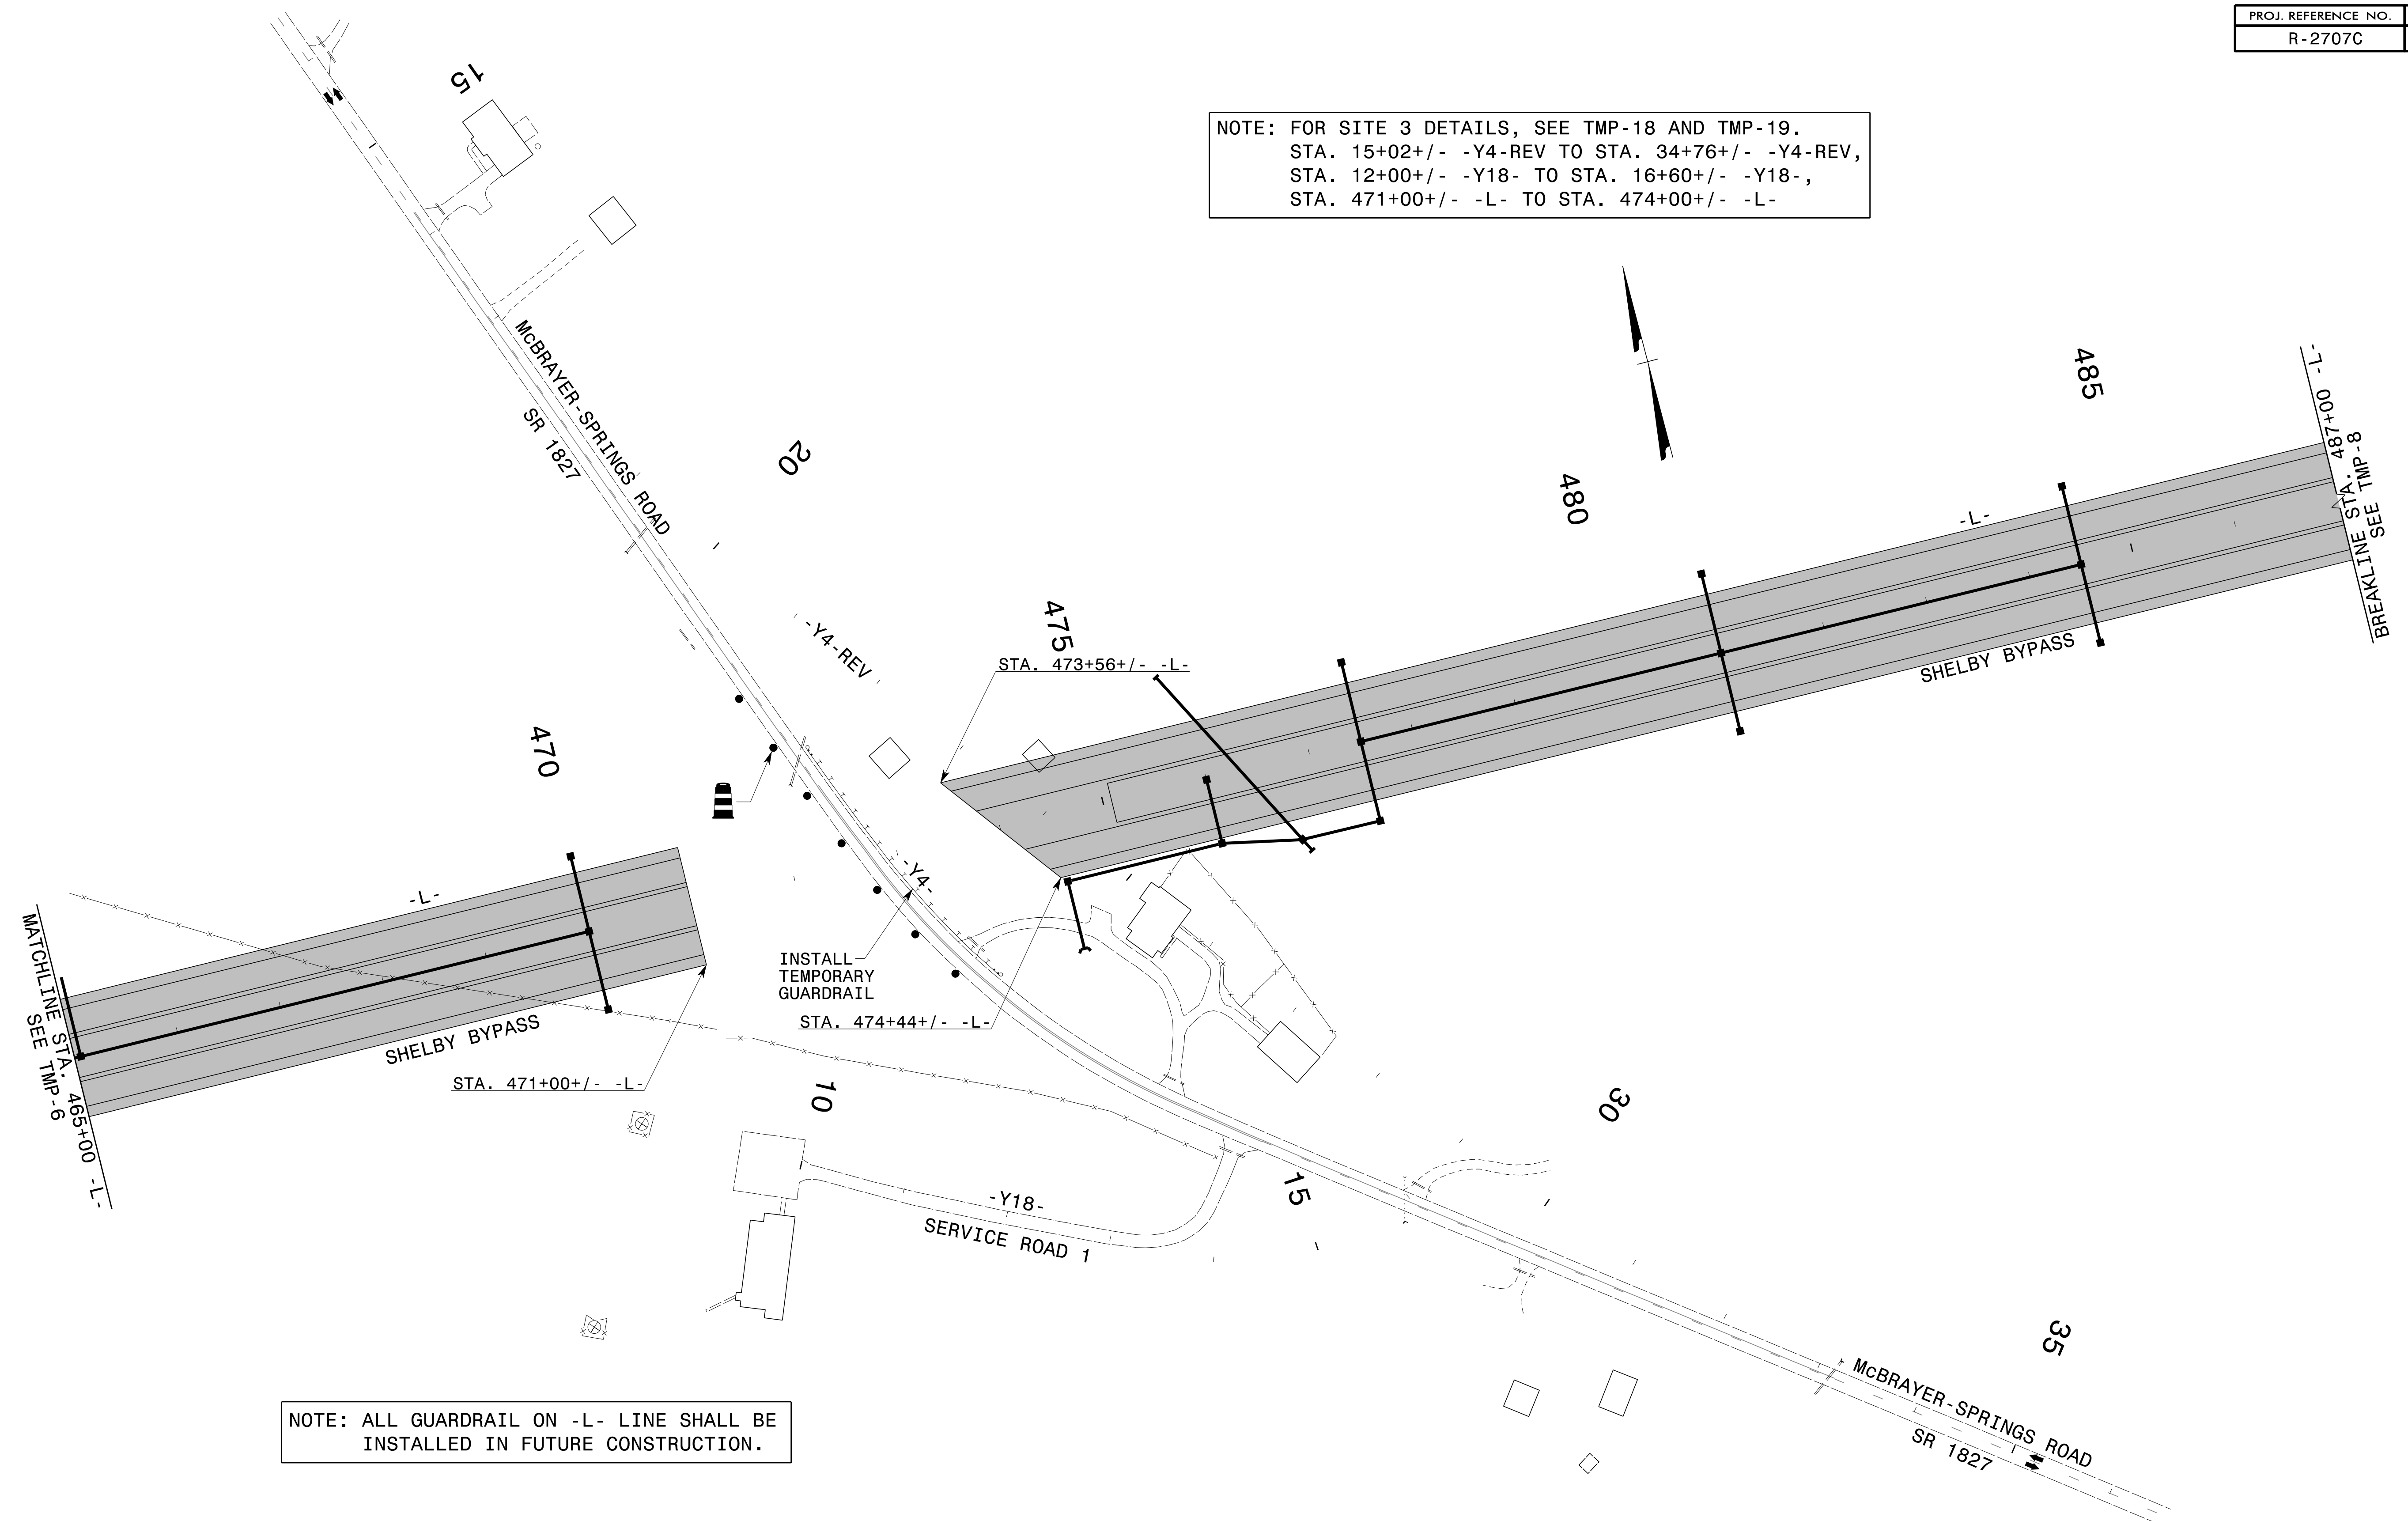 PROJ. REFERENCE NO.
R-2707C
15
NOTE: FOR SITE 3 DETAILS, SEE TMP-18 AND TMP-19.
STA. 15+02+/- -Y4-REV TO STA. 34+76+/- -Y4-REV,
STA. 12+00+/- -Y18- TO STA. 16+60+/- -Y18-,
STA. 471+00+/- -L- TO STA. 474+00+/- -L-
McBRAYER-SPRINGS ROAD
SR 1827
20
485
480
BREAKLINE STA. 487+00 -L-
SEE TMP-8
-L-
475
-Y4-REV
STA. 473+56+/- -L-
SHELBY BYPASS
470
-Y4-
-L-
MATCHLINE STA. 465+00 -L-
SEE TMP-6
INSTALL
TEMPORARY
GUARDRAIL
STA. 474+44+/- -L-
SHELBY BYPASS
STA. 471+00+/- -L-
10
30
15
-Y18-
SERVICE ROAD 1
35
McBRAYER-SPRINGS ROAD
SR 1827
NOTE: ALL GUARDRAIL ON -L- LINE SHALL BE
INSTALLED IN FUTURE CONSTRUCTION.